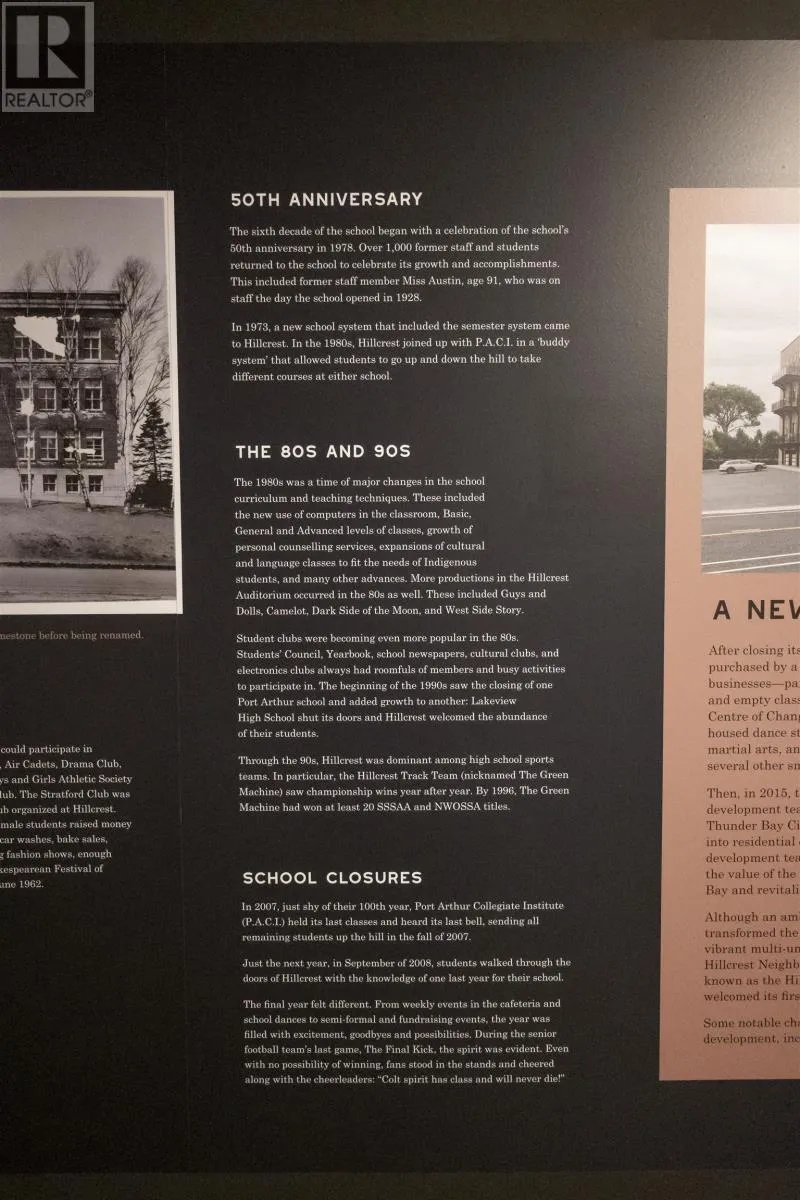 REALTOR®
mestone before being renamed.
could participate in
, Air Cadets, Drama Club,
ys and Girls Athletic Society
lub. The Stratford Club was
ub organized at Hillcrest.
male students raised money
car washes, bake sales,
g fashion shows, enough
kespearean Festival of
une 1962.
50TH ANNIVERSARY
The sixth decade of the school began with a celebration of the school's
50th anniversary in 1978. Over 1,000 former staff and students
returned to the school to celebrate its growth and accomplishments.
This included former staff member Miss Austin, age 91, who was on
staff the day the school opened in 1928.
In 1973, a new school system that included the semester system came
to Hillcrest. In the 1980s, Hillcrest joined up with P.A.C.I. in a 'buddy
system' that allowed students to go up and down the hill to take
different courses at either school.
THE 80S AND 90S
The 1980s was a time of major changes in the school
curriculum and teaching techniques. These included
the new use of computers in the classroom, Basic,
General and Advanced levels of classes, growth of
personal counselling services, expansions of cultural
and language classes to fit the needs of Indigenous
students, and many other advances. More productions in the Hillcrest
Auditorium occurred in the 80s as well. These included Guys and
Dolls, Camelot, Dark Side of the Moon, and West Side Story.
Student clubs were becoming even more popular in the 80s.
Students' Council, Yearbook, school newspapers, cultural clubs, and
electronics clubs always had roomfuls of members and busy activities
to participate in. The beginning of the 1990s saw the closing of one
Port Arthur school and added growth to another: Lakeview
High School shut its doors and Hillcrest welcomed the abundance
of their students.
Through the 90s, Hillcrest was dominant among high school sports
teams. In particular, the Hillcrest Track Team (nicknamed The Green
Machine) saw championship wins year after year. By 1996, The Green
Machine had won at least 20 SSSAA and NWOSSA titles.
SCHOOL CLOSURES
In 2007, just shy of their 100th year, Port Arthur Collegiate Institute
(P.A.C.I.) held its last classes and heard its last bell, sending all
remaining students up the hill in the fall of 2007.
Just the next year, in September of 2008, students walked through the
doors of Hillcrest with the knowledge of one last year for their school.
The final year felt different. From weekly events in the cafeteria and
school dances to semi-formal and fundraising events, the year was
filled with excitement, goodbyes and possibilities. During the senior
football team's last game, The Final Kick, the spirit was evident. Even
with no possibility of winning, fans stood in the stands and cheered
along with the cheerleaders: "Colt spirit has class and will never die!"
A NEW
After closing its
purchased by a
businesses—pa
and empty class
Centre of Chang
housed dance st
martial arts, an
several other sm
Then, in 2015, t
development tea
Thunder Bay Ci
into residential
development tea
the value of the
Bay and revitali
Although an am
transformed the
vibrant multi-un
Hillcrest Neighb
known as the Hi
welcomed its firs
Some notable cha
development, inc